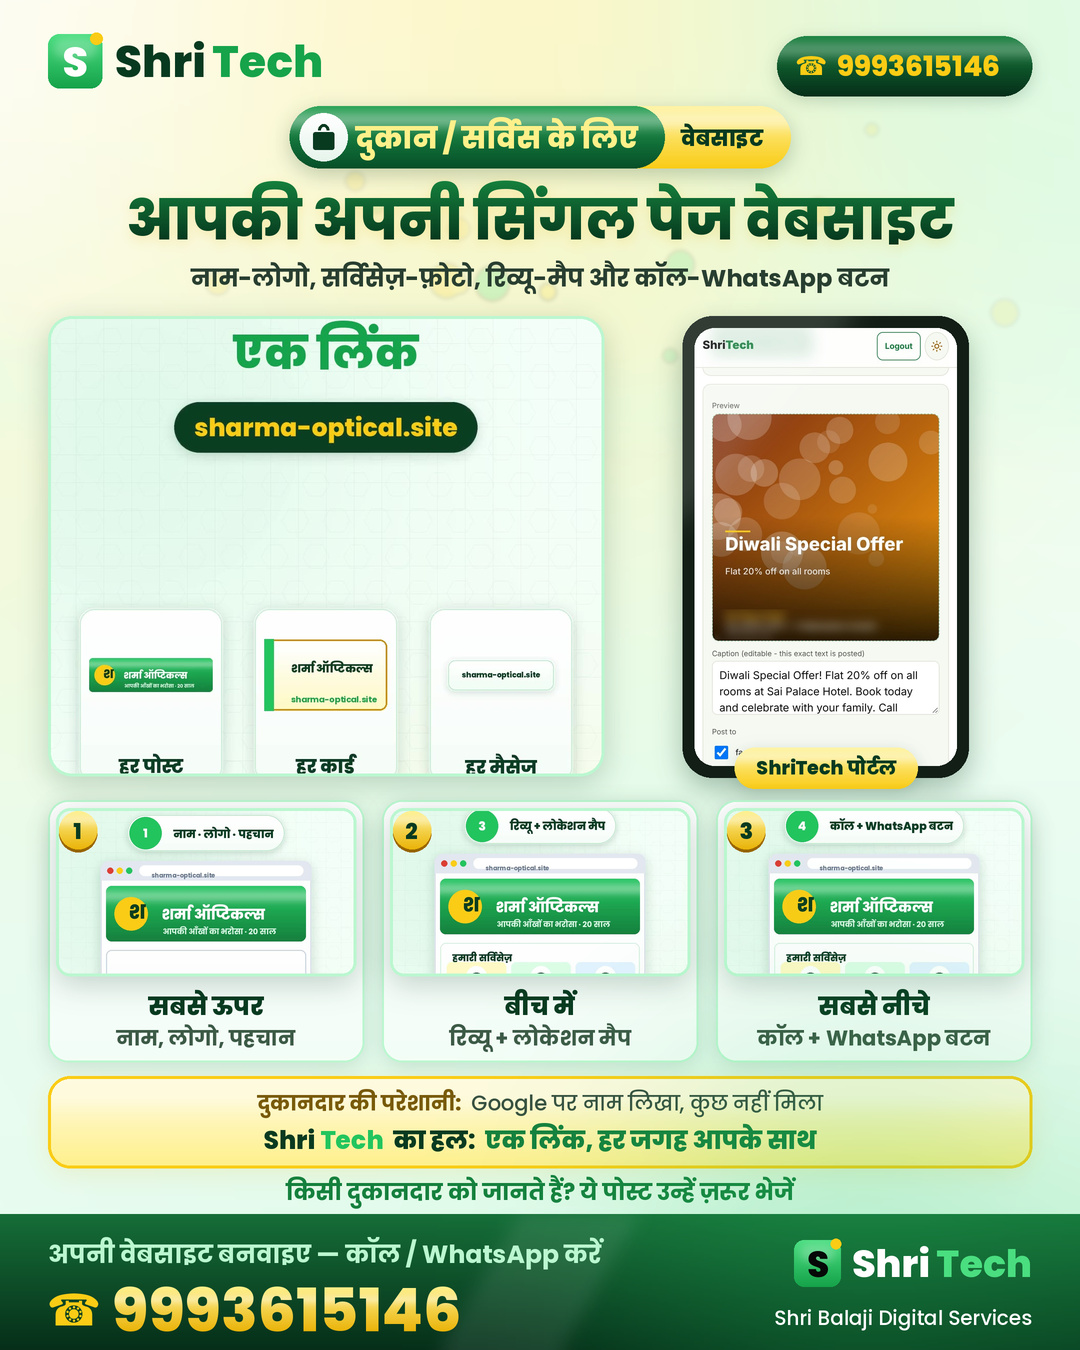 S Shri Tech
☎ 9993615146
दुकान / सर्विस के लिए वेबसाइट
आपकी अपनी सिंगल पेज वेबसाइट
नाम-लोगो, सर्विसेज़-फ़ोटो, रिव्यू-मैप और कॉल-WhatsApp बटन
एक लिंक
sharma-optical.site
श शर्मा ऑप्टिकल्स
आपकी आँखों का भरोसा · 20 साल
हर पोस्ट
शर्मा ऑप्टिकल्स
sharma-optical.site
हर कार्ड
sharma-optical.site
हर मैसेज
ShriTech
Logout
Preview
Diwali Special Offer
Flat 20% off on all rooms
Caption (editable - this exact text is posted)
Diwali Special Offer! Flat 20% off on all
rooms at Sai Palace Hotel. Book today
and celebrate with your family. Call
Post to
ShriTech पोर्टल
1
1 नाम · लोगो · पहचान
sharma-optical.site
श शर्मा ऑप्टिकल्स
आपकी आँखों का भरोसा · 20 साल
सबसे ऊपर
नाम, लोगो, पहचान
2
3 रिव्यू + लोकेशन मैप
sharma-optical.site
श शर्मा ऑप्टिकल्स
आपकी आँखों का भरोसा · 20 साल
हमारी सर्विसेज़
बीच में
रिव्यू + लोकेशन मैप
3
4 कॉल + WhatsApp बटन
sharma-optical.site
श शर्मा ऑप्टिकल्स
आपकी आँखों का भरोसा · 20 साल
हमारी सर्विसेज़
सबसे नीचे
कॉल + WhatsApp बटन
दुकानदार की परेशानी: Google पर नाम लिखा, कुछ नहीं मिला
Shri Tech का हल: एक लिंक, हर जगह आपके साथ
किसी दुकानदार को जानते हैं? ये पोस्ट उन्हें ज़रूर भेजें
अपनी वेबसाइट बनवाइए — कॉल / WhatsApp करें
☎ 9993615146
S Shri Tech
Shri Balaji Digital Services